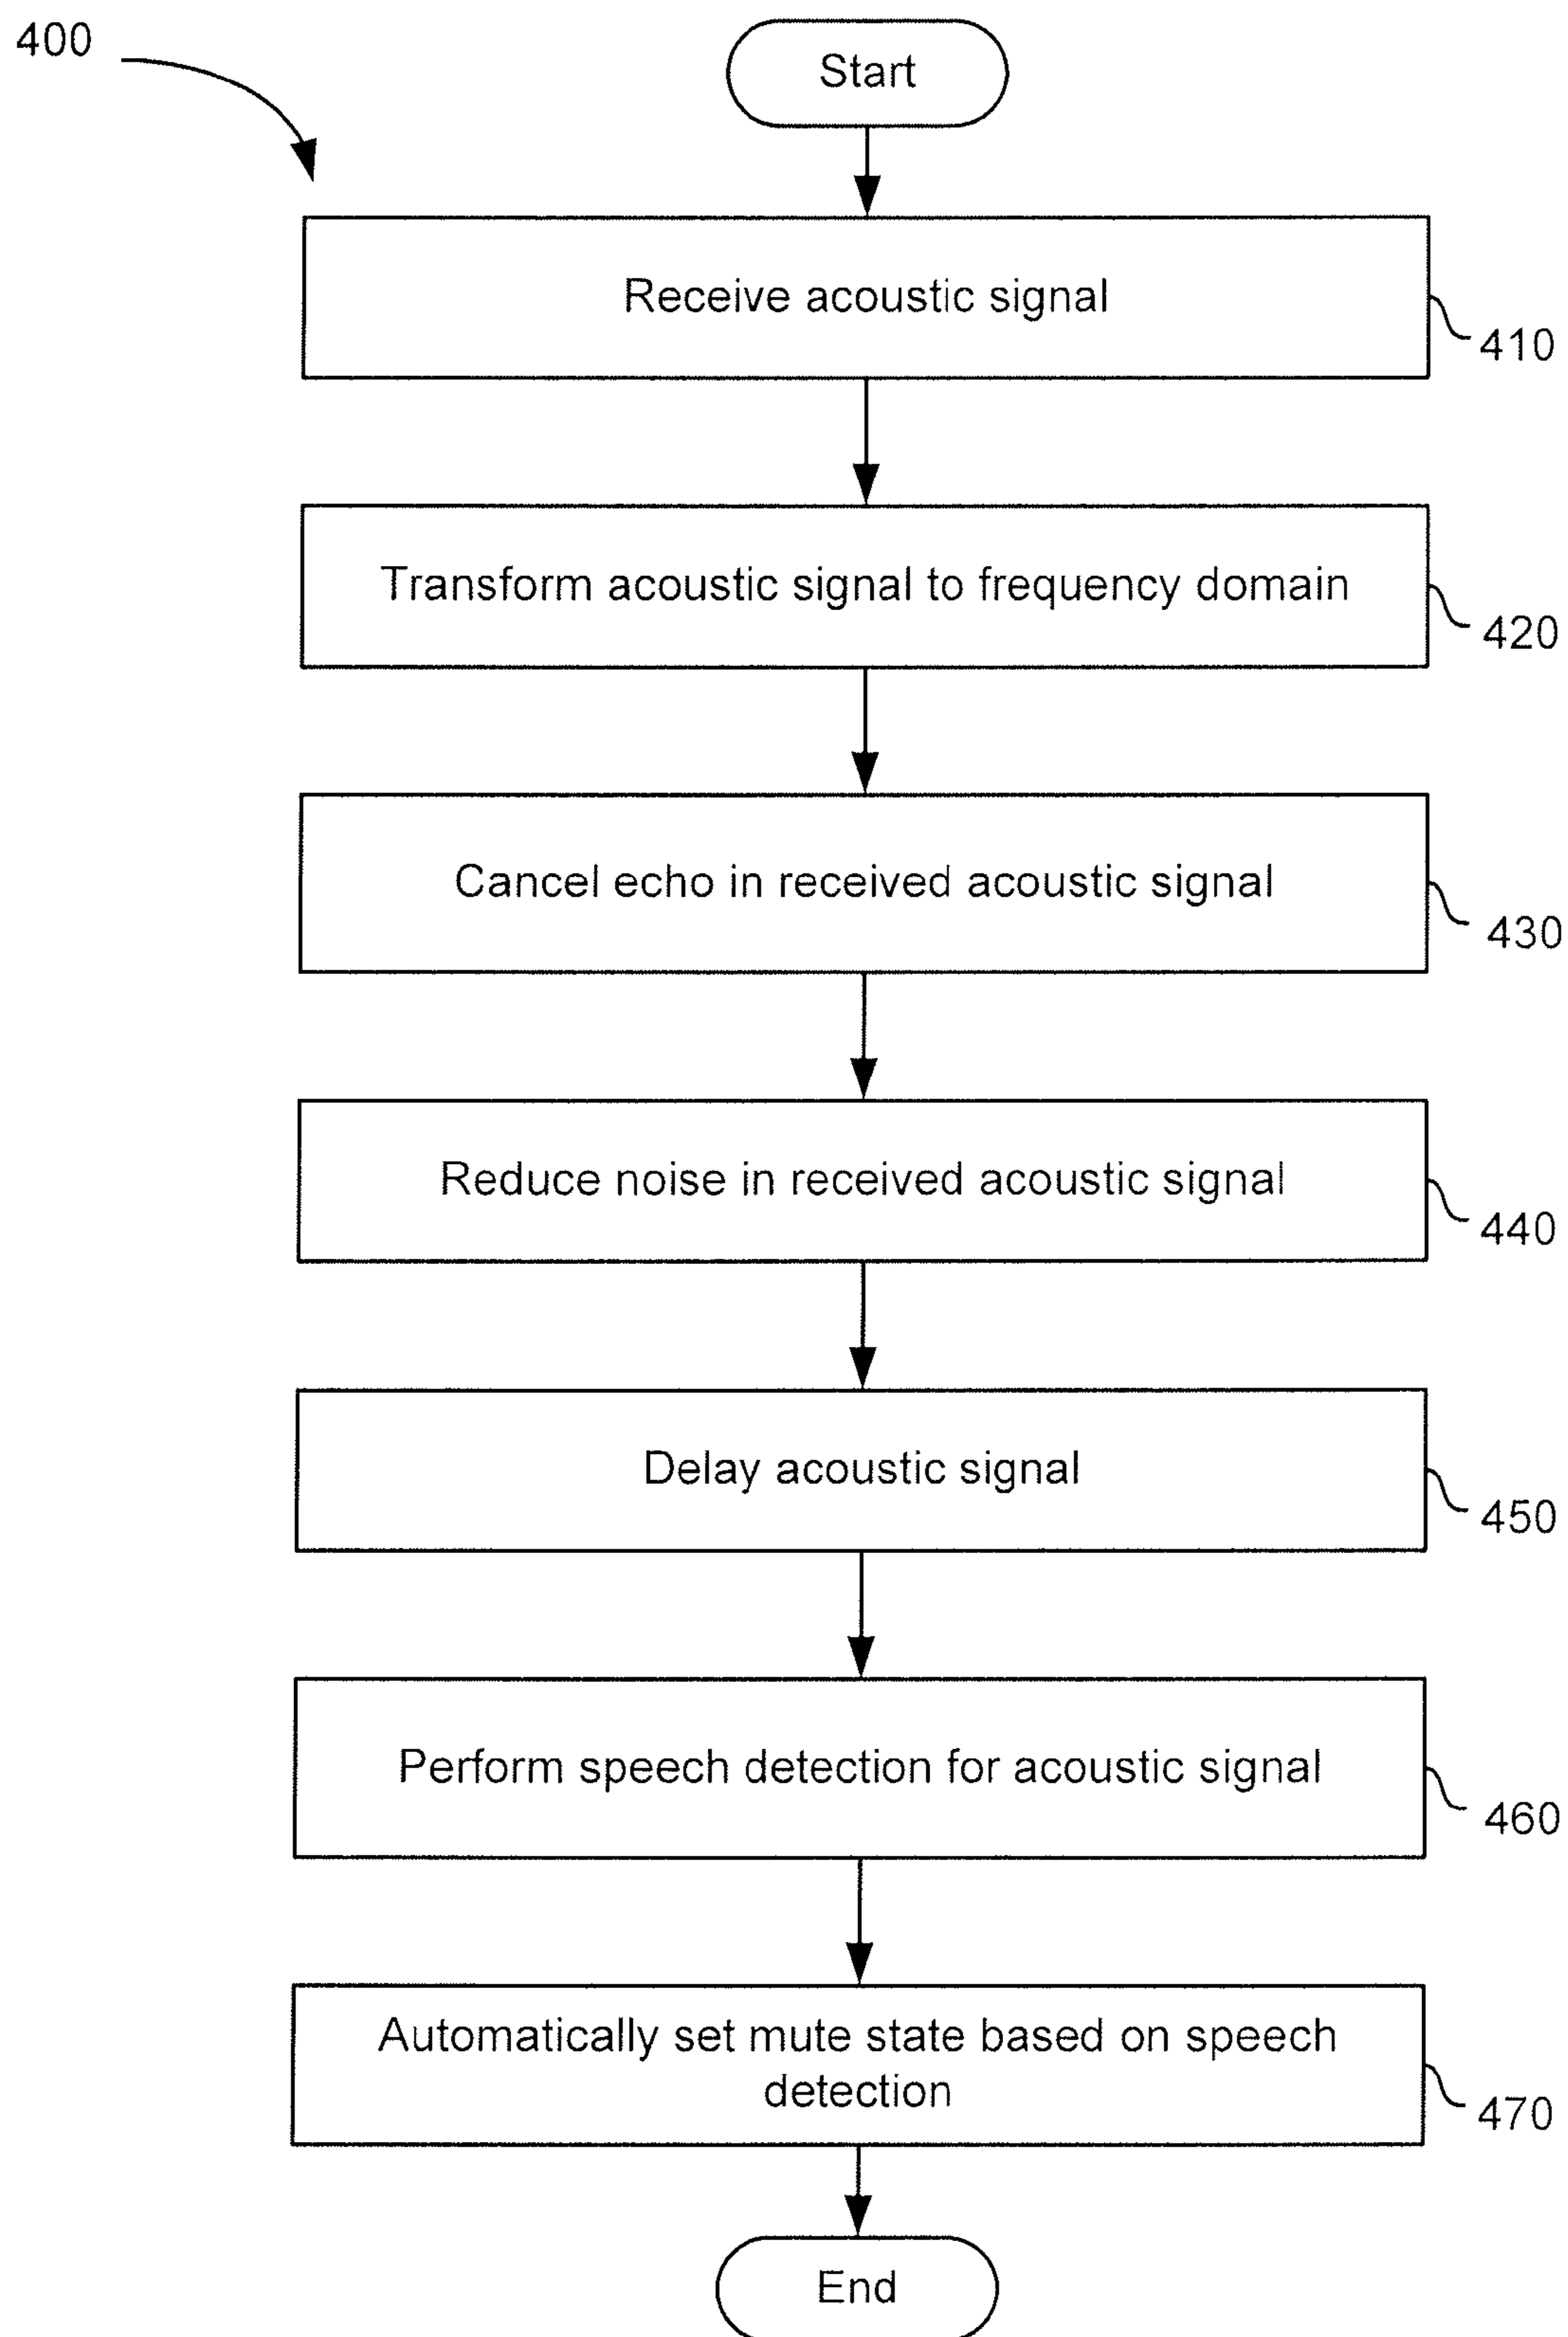 400
Start
Receive acoustic signal
410
Transform acoustic signal to frequency domain
420
Cancel echo in received acoustic signal
430
Reduce noise in received acoustic signal
440
Delay acoustic signal
450
Perform speech detection for acoustic signal
460
Automatically set mute state based on speech
detection
470
End